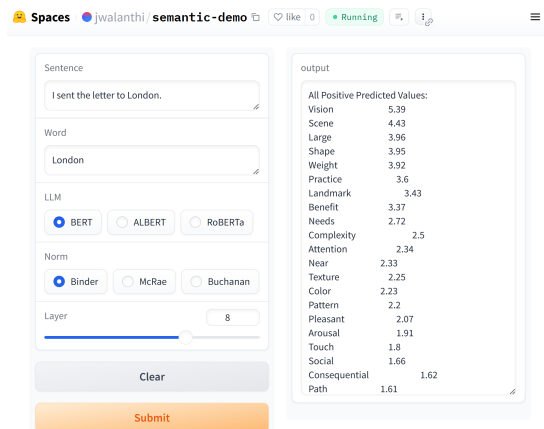 Spaces jwalanthi / semantic-demo like 0 Running
Sentence
I sent the letter to London.
Word
London
LLM
BERT ALBERT RoBERTa
Norm
Binder McRae Buchanan
Layer 8
Clear
Submit
output
All Positive Predicted Values:
Vision 5.39
Scene 4.43
Large 3.96
Shape 3.95
Weight 3.92
Practice 3.6
Landmark 3.43
Benefit 3.37
Needs 2.72
Complexity 2.5
Attention 2.34
Near 2.33
Texture 2.25
Color 2.23
Pattern 2.2
Pleasant 2.07
Arousal 1.91
Touch 1.8
Social 1.66
Consequential 1.62
Path 1.61